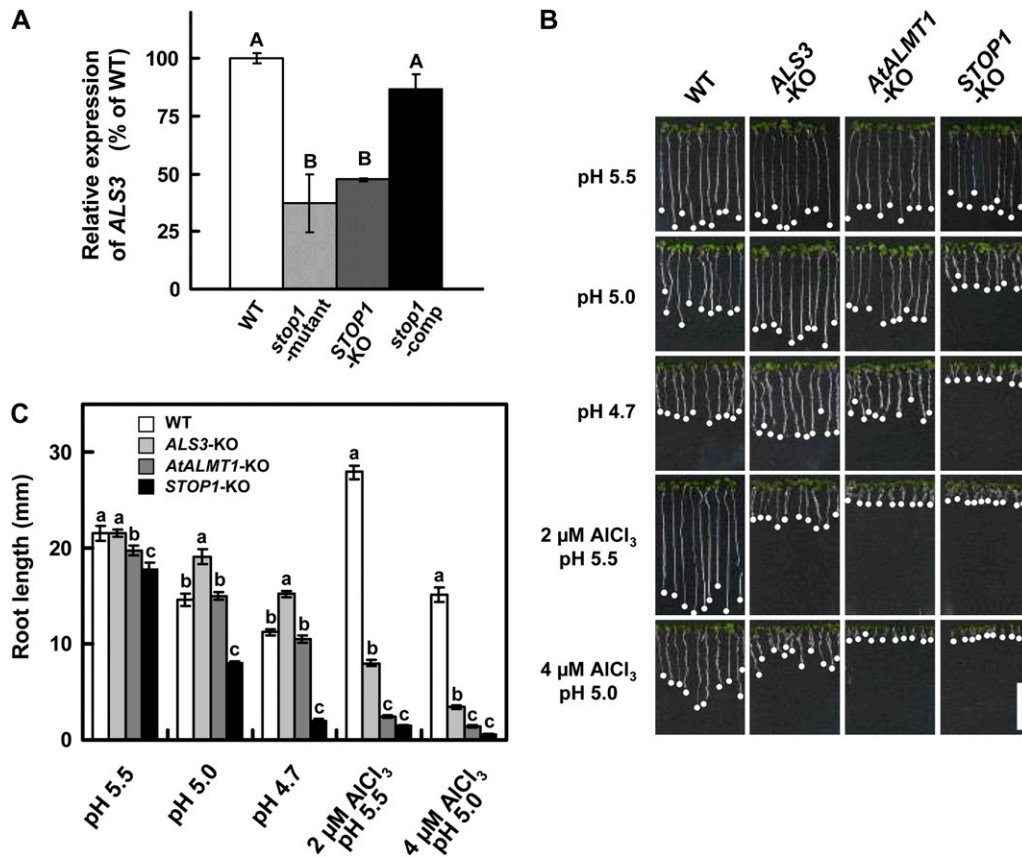 A
Relative expression
of ALS3 (% of WT)
100
75
50
25
0
A
B
B
A
WT
stop1
-mutant
STOP1
-KO
stop1
-comp
B
WT
ALS3
-KO
AtALMT1
-KO
STOP1
-KO
pH 5.5
pH 5.0
pH 4.7
2 µM AlCl3
pH 5.5
4 µM AlCl3
pH 5.0
C
Root length (mm)
30
20
10
0
WT
ALS3-KO
AtALMT1-KO
STOP1-KO
a a b c
b a b c
b a b c
a b c c
a b c c
pH 5.5
pH 5.0
pH 4.7
2 µM AlCl3
pH 5.5
4 µM AlCl3
pH 5.0